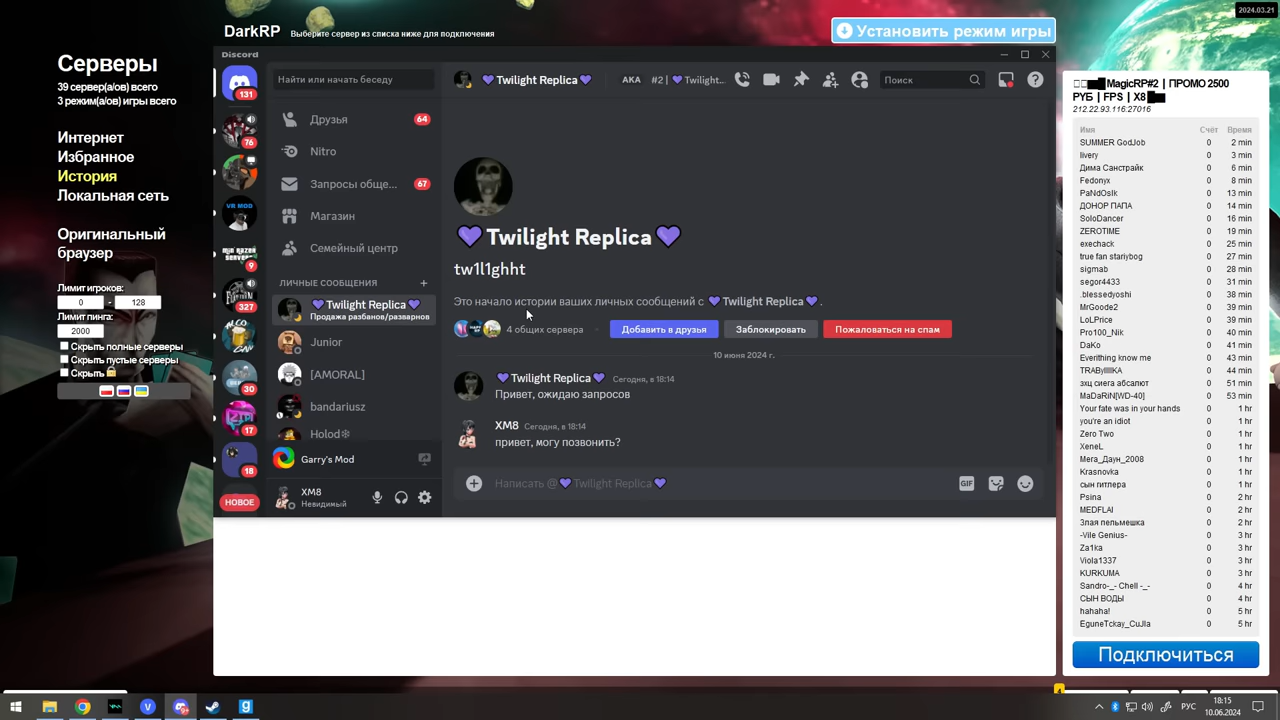 2024.03.21
DarkRP Выберите сервер из списка ниже для подключения
Установить режим игры
Серверы
39 сервер(а/ов) всего
3 режим(а/ов) игры всего
Интернет
Избранное
История
Локальная сеть
Оригинальный
браузер
Лимит игроков:
0 - 128
Лимит пинга:
2000
Скрыть полные серверы
Скрыть пустые серверы
Скрыть
Discord
131
76
VR MOD
9
327
30
17
18
НОВОЕ
Найти или начать беседу
Друзья 64
Nitro
Запросы обще... 67
Магазин
Семейный центр
ЛИЧНЫЕ СООБЩЕНИЯ +
💜Twilight Replica💜
Продажа разбанов/разварнов
Junior
[AMORAL]
bandariusz
Holod❄
Garry's Mod
XM8
Невидимый
💜Twilight Replica💜 AKA #2 | 💜Twilight... Поиск
💜Twilight Replica💜
tw1l1ghht
Это начало истории ваших личных сообщений с 💜Twilight Replica💜.
4 общих сервера
Добавить в друзья
Заблокировать
Пожаловаться на спам
10 июня 2024 г.
💜Twilight Replica💜 Сегодня, в 18:14
Привет, ожидаю запросов
XM8 Сегодня, в 18:14
привет, могу позвонить?
Написать @💜Twilight Replica💜
GIF
MagicRP#2 | ПРОМО 2500
РУБ | FPS | X8
212.22.93.116:27016
Имя Счёт Время
SUMMER GodJob 0 2 min
livery 0 3 min
Дима Санстрайк 0 6 min
Fedonyx 0 8 min
PaNdOsIk 0 13 min
ДОНОР ПАПА 0 14 min
SoloDancer 0 16 min
ZEROTIME 0 19 min
exechack 0 25 min
true fan stariybog 0 27 min
sigmab 0 28 min
segor4433 0 31 min
.blessedyoshi 0 38 min
MrGoode2 0 39 min
LoLPrice 0 39 min
Pro100_Nik 0 40 min
DaKo 0 41 min
Everithing know me 0 43 min
TRAByIIIIKA 0 44 min
эхц сиега абсалют 0 51 min
MaDaRiN[WD-40] 0 53 min
Your fate was in your hands 0 1 hr
you're an idiot 0 1 hr
Zero Two 0 1 hr
XeneL 0 1 hr
Мега_Даун_2008 0 1 hr
Krasnovka 0 1 hr
сын гитлера 0 1 hr
Psina 0 2 hr
MEDFLAI 0 2 hr
Злая пельмешка 0 2 hr
-Vile Genius- 0 3 hr
Za1ka 0 3 hr
Viola1337 0 3 hr
KURKUMA 0 3 hr
Sandro-_- Chell -_- 0 4 hr
СЫН ВОДЫ 0 4 hr
hahaha! 0 5 hr
EguneTckay_CuJla 0 5 hr
Подключиться
РУС
18:15
10.06.2024